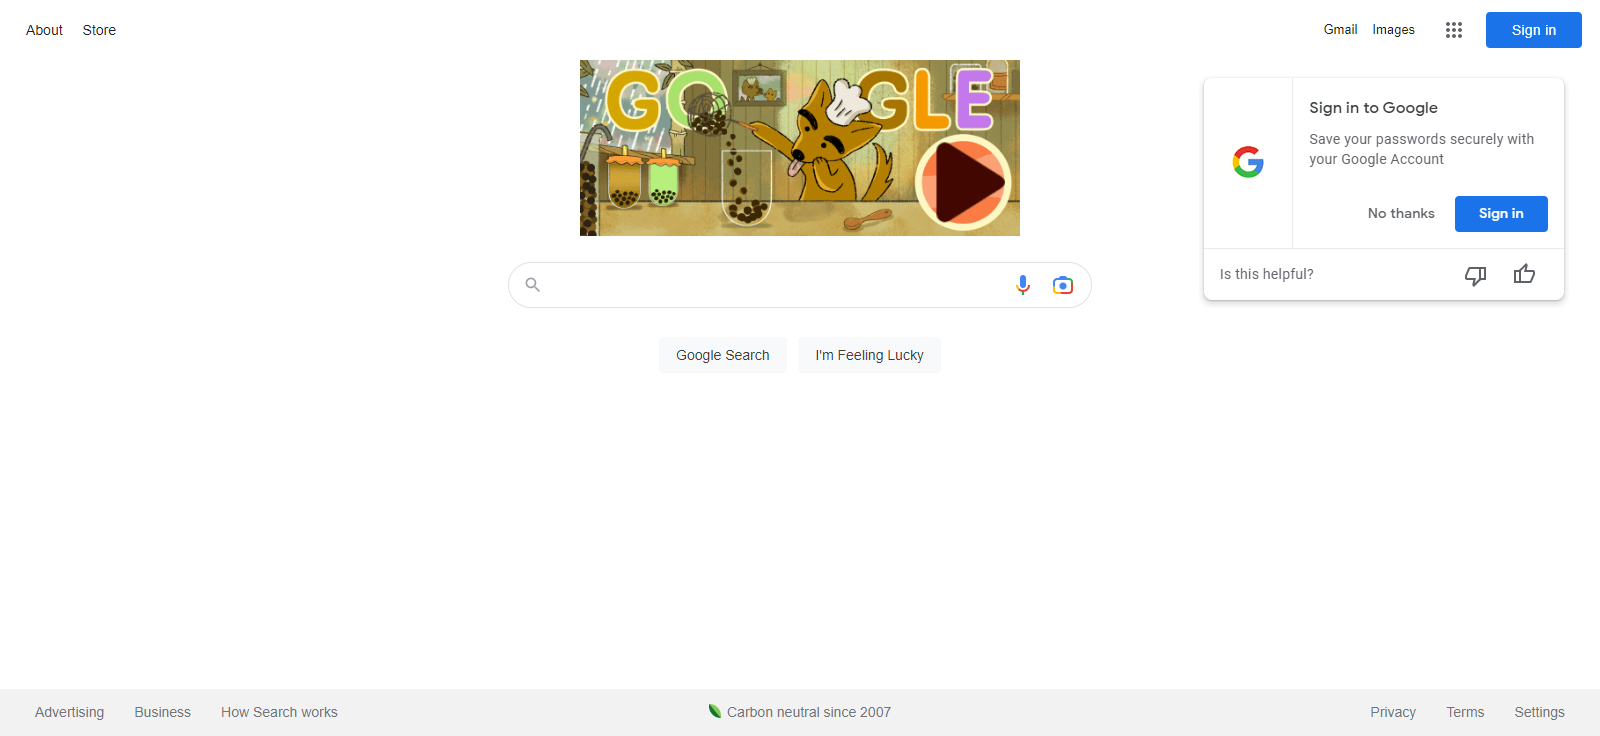 About Store
Gmail Images
Sign in
GOOGLE
Sign in to Google
Save your passwords securely with
your Google Account
No thanks
Sign in
Is this helpful?
Google Search
I'm Feeling Lucky
Advertising Business How Search works
Carbon neutral since 2007
Privacy Terms Settings